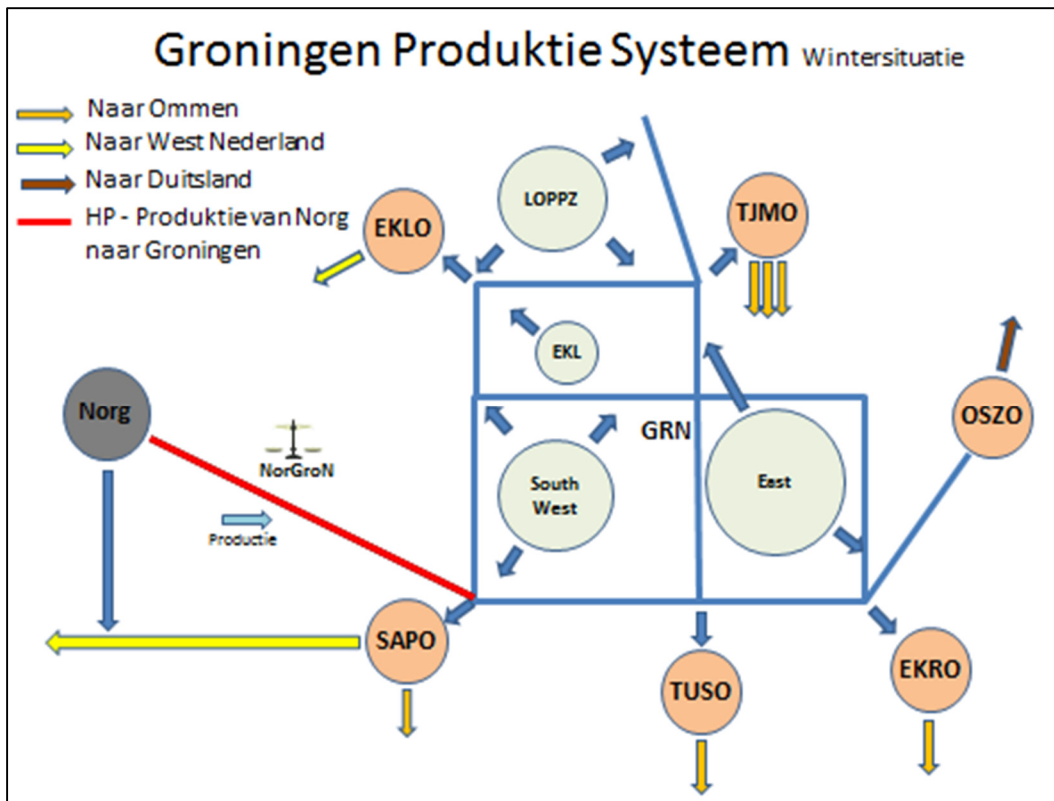 Groningen Produktie Systeem Wintersituatie
Naar Ommen
Naar West Nederland
Naar Duitsland
HP - Produktie van Norg
naar Groningen
LOPPZ
EKLO
TJMO
EKL
Norg
OSZO
GRN
NorGroN
South
West
East
Productie
SAPO
TUSO
EKRO